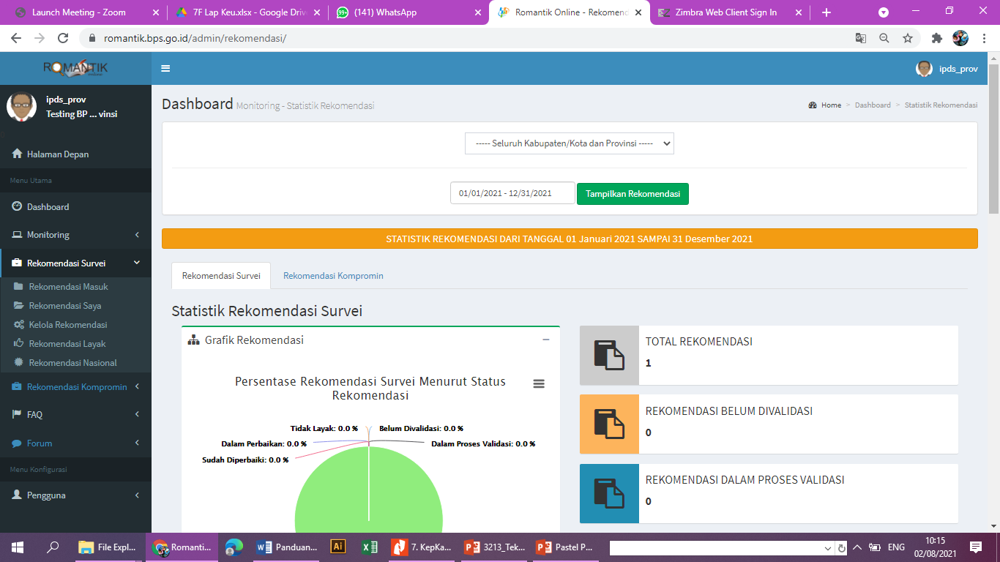 Launch Meeting - Zoom
7F Lap Keu.xlsx - Google Driv
99+ (141) WhatsApp
Romantik Online - Rekomend
Zimbra Web Client Sign In
romantik.bps.go.id/admin/rekomendasi/
ROMANTIK
ipds_prov
ipds_prov
Testing BP ... vinsi
Halaman Depan
Menu Utama
Dashboard
Monitoring
Rekomendasi Survei
Rekomendasi Masuk
Rekomendasi Saya
Kelola Rekomendasi
Rekomendasi Layak
Rekomendasi Nasional
Rekomendasi Kompromin
FAQ
Forum
Menu Konfigurasi
Pengguna
Dashboard Monitoring - Statistik Rekomendasi
Home > Dashboard > Statistik Rekomendasi
----- Seluruh Kabupaten/Kota dan Provinsi -----
01/01/2021 - 12/31/2021
Tampilkan Rekomendasi
STATISTIK REKOMENDASI DARI TANGGAL 01 Januari 2021 SAMPAI 31 Desember 2021
Rekomendasi Survei
Rekomendasi Kompromin
Statistik Rekomendasi Survei
Grafik Rekomendasi
Persentase Rekomendasi Survei Menurut Status
Rekomendasi
Tidak Layak: 0.0 %
Belum Divalidasi: 0.0 %
Dalam Perbaikan: 0.0 %
Dalam Proses Validasi: 0.0 %
Sudah Diperbaiki: 0.0 %
TOTAL REKOMENDASI
1
REKOMENDASI BELUM DIVALIDASI
0
REKOMENDASI DALAM PROSES VALIDASI
0
File Expl...
Romanti...
Panduan...
Ai
7. KepKa...
3213_Tek...
Pastel P...
ENG
10:15
02/08/2021